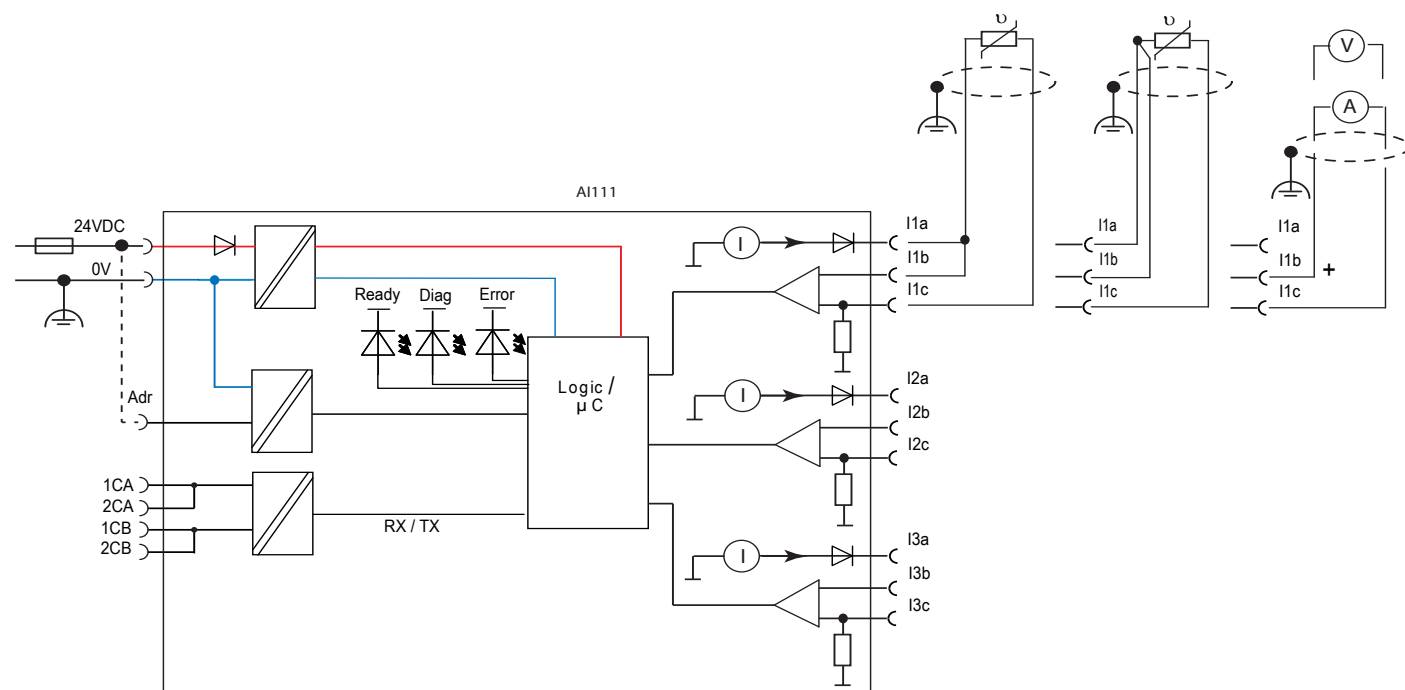 ϑ
ϑ
V
A
AI111
24VDC
0V
Adr
1CA
2CA
1CB
2CB
Ready
Diag
Error
Logic /
µ C
RX / TX
I
I1a
I1b
I1c
I
I2a
I2b
I2c
I
I3a
I3b
I3c
I1a
I1b
I1c
I1a
I1b
+
I1c